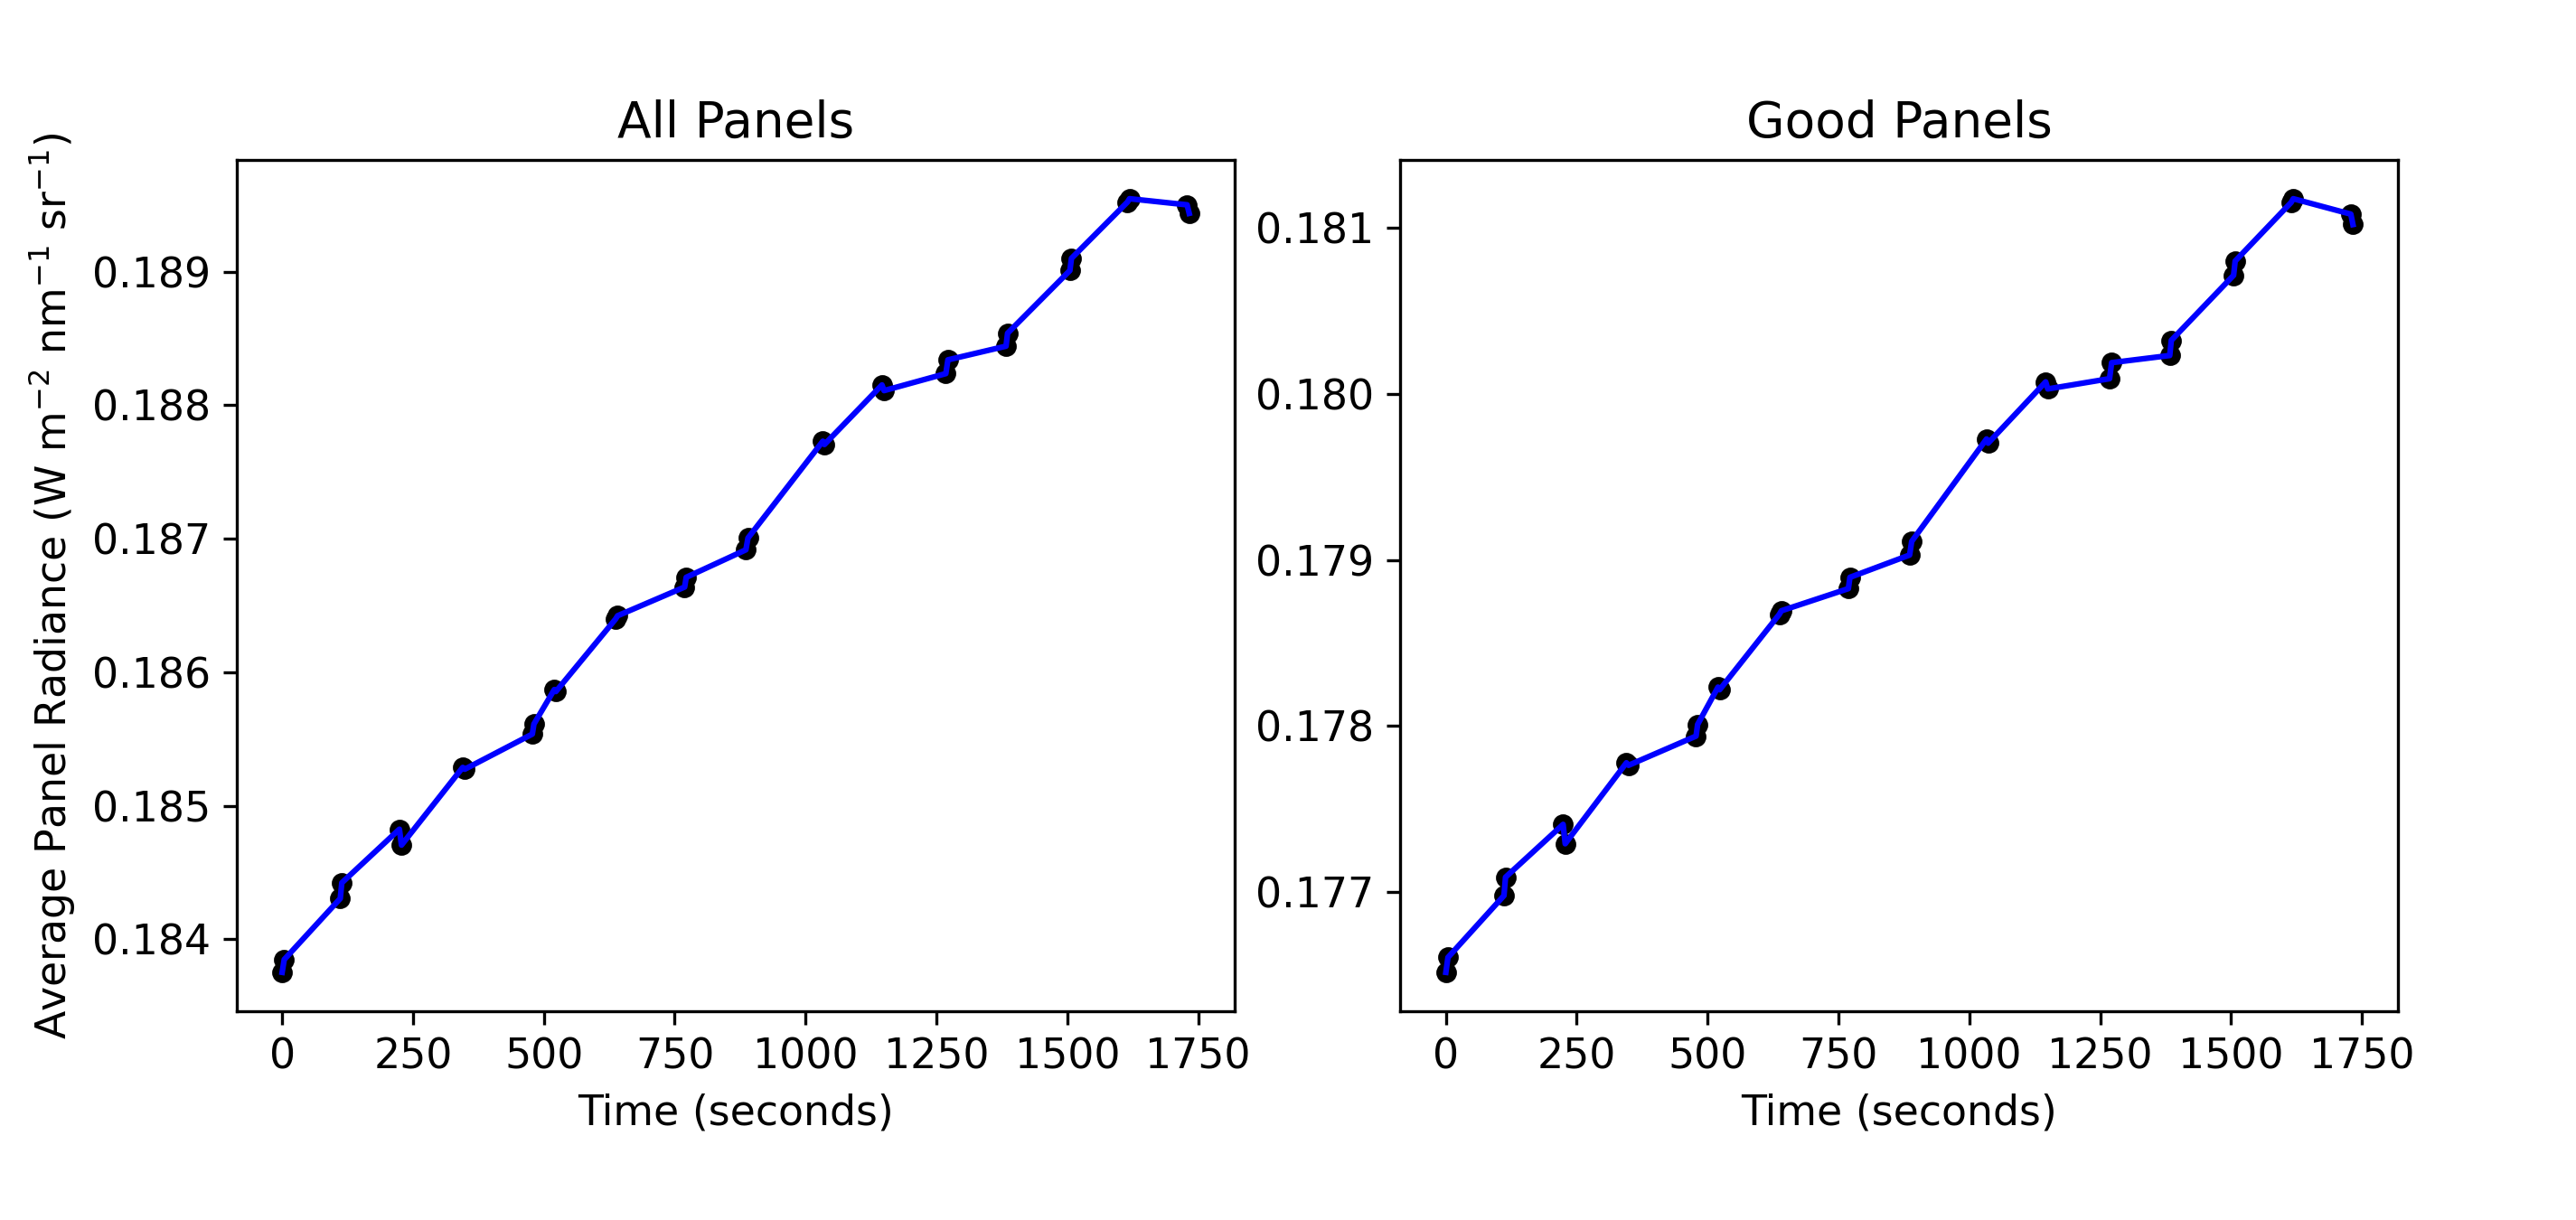 All Panels
Average Panel Radiance (W m⁻² nm⁻¹ sr⁻¹)
0.189
0.188
0.187
0.186
0.185
0.184
0 250 500 750 1000 1250 1500 1750
Time (seconds)
Good Panels
0.181
0.180
0.179
0.178
0.177
0 250 500 750 1000 1250 1500 1750
Time (seconds)